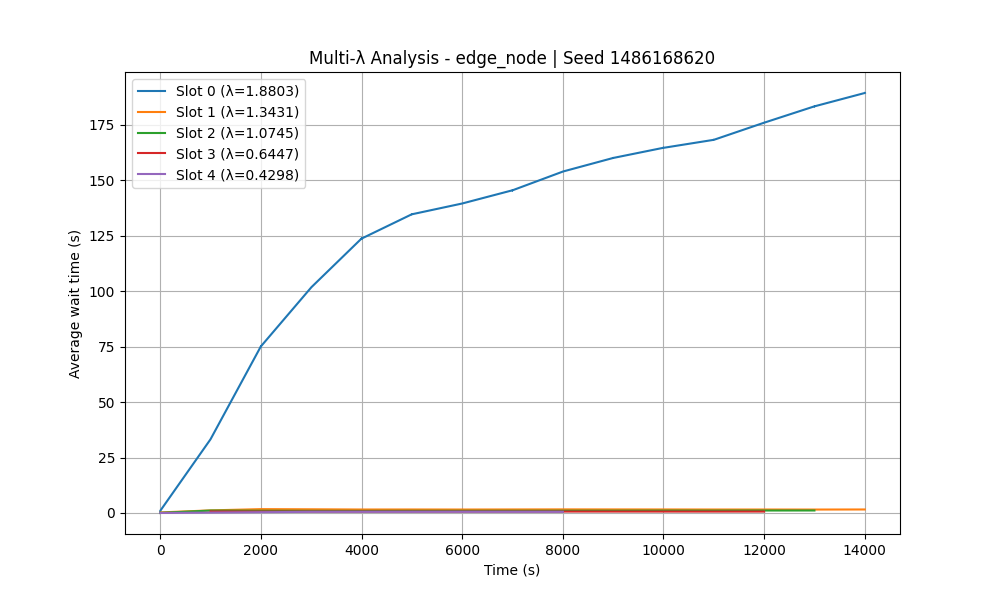 Multi-λ Analysis - edge_node | Seed 1486168620
Slot 0 (λ=1.8803)
Slot 1 (λ=1.3431)
Slot 2 (λ=1.0745)
Slot 3 (λ=0.6447)
Slot 4 (λ=0.4298)
Average wait time (s)
175
150
125
100
75
50
25
0
0 2000 4000 6000 8000 10000 12000 14000
Time (s)